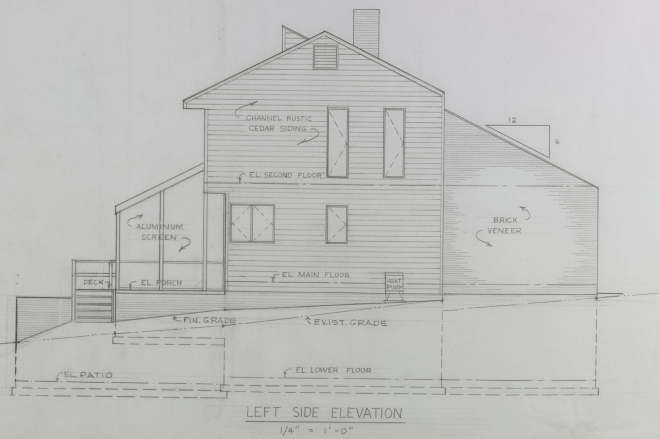 12
6
CHANNEL RUSTIC
CEDAR SIDING
EL. SECOND FLOOR
ALUMINUM
SCREEN
BRICK
VENEER
DECK
EL. PORCH
EL. MAIN FLOOR
HEAT
PUMP
FIN. GRADE
EXIST. GRADE
EL. PATIO
EL. LOWER FLOOR
LEFT SIDE ELEVATION
1/4" = 1'-0"